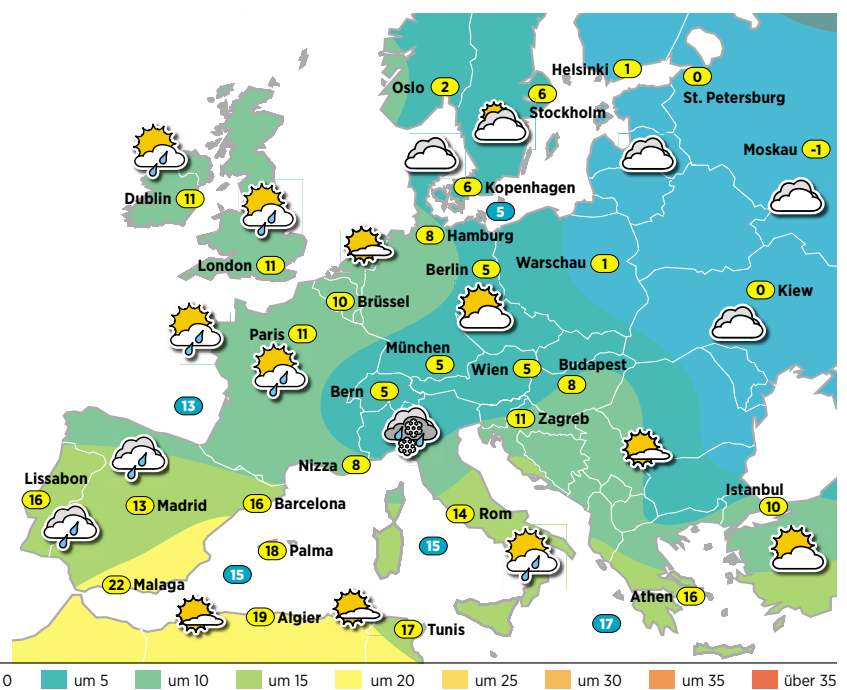 Helsinki 1
0
Oslo 2
6
Stockholm
St. Petersburg
Moskau -1
6 Kopenhagen
Dublin 11
5
8 Hamburg
London 11
Berlin 5
Warschau 1
0 Kiew
10 Brüssel
Paris 11
München
5
Wien 5
Budapest
8
Bern 5
13
11 Zagreb
Nizza 8
Lissabon
16
13 Madrid
16 Barcelona
14 Rom
Istanbul
10
15
18 Palma
15
22 Malaga
Athen 16
19 Algier
17 Tunis
17
0 um 5 um 10 um 15 um 20 um 25 um 30 um 35 über 35